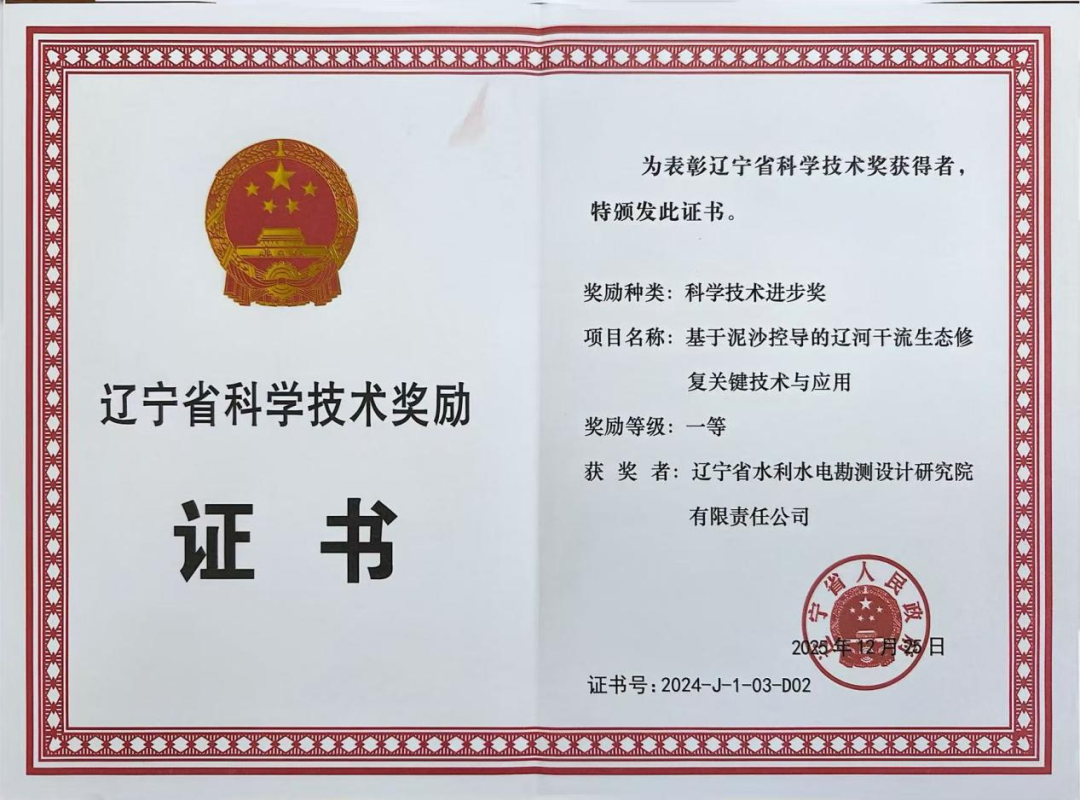 辽宁省科学技术奖励
证书
为表彰辽宁省科学技术奖获得者，
特颁发此证书。
奖励种类：科学技术进步奖
项目名称：基于泥沙控导的辽河干流生态修
复关键技术与应用
奖励等级：一等
获奖者：辽宁省水利水电勘测设计研究院
有限责任公司
辽宁省人民政府
2025年12月25日
证书号：2024-J-1-03-D02